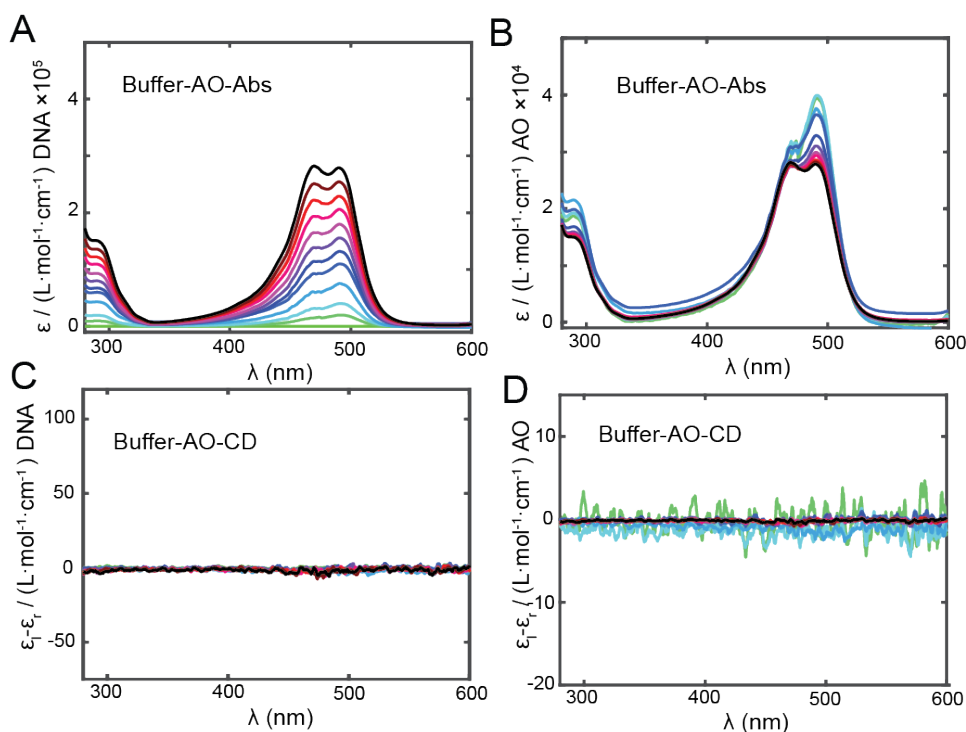 A
ε / (L·mol⁻¹·cm⁻¹) DNA ×10⁵
4
2
0
Buffer-AO-Abs
300 400 500 600
λ (nm)
B
ε / (L·mol⁻¹·cm⁻¹) AO ×10⁴
4
2
0
Buffer-AO-Abs
300 400 500 600
λ (nm)
C
εₗ-εᵣ / (L·mol⁻¹·cm⁻¹) DNA
100
50
0
-50
Buffer-AO-CD
300 400 500 600
λ (nm)
D
εₗ-εᵣ / (L·mol⁻¹·cm⁻¹) AO
10
0
-10
-20
Buffer-AO-CD
300 400 500 600
λ (nm)